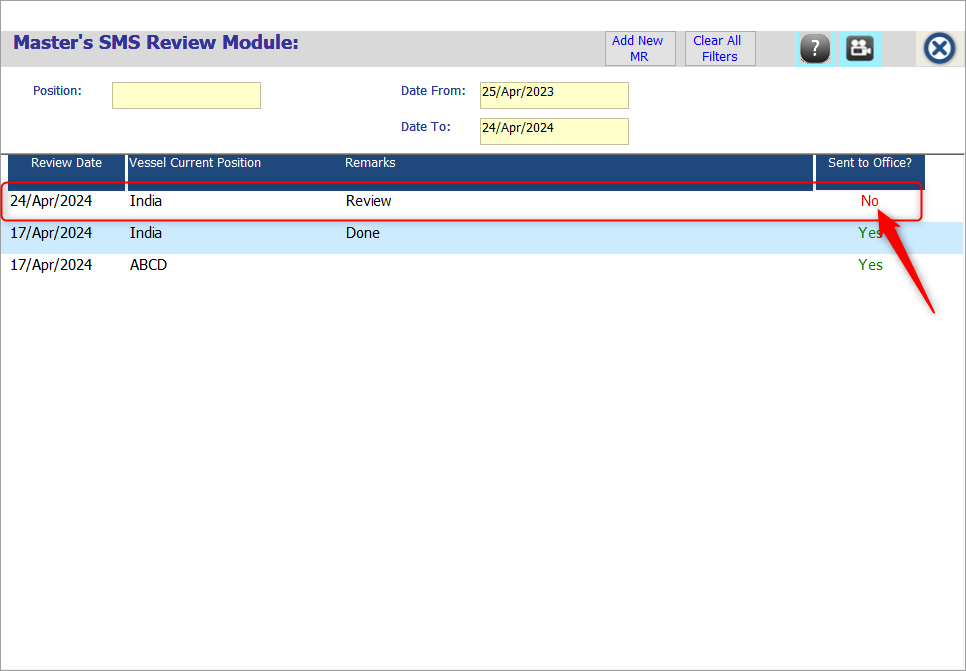 Master's SMS Review Module:
Add New
MR
Clear All
Filters
?
Position:
Date From:
25/Apr/2023
Date To:
24/Apr/2024
Review Date Vessel Current Position Remarks Sent to Office?
24/Apr/2024 India Review No
17/Apr/2024 India Done Yes
17/Apr/2024 ABCD Yes